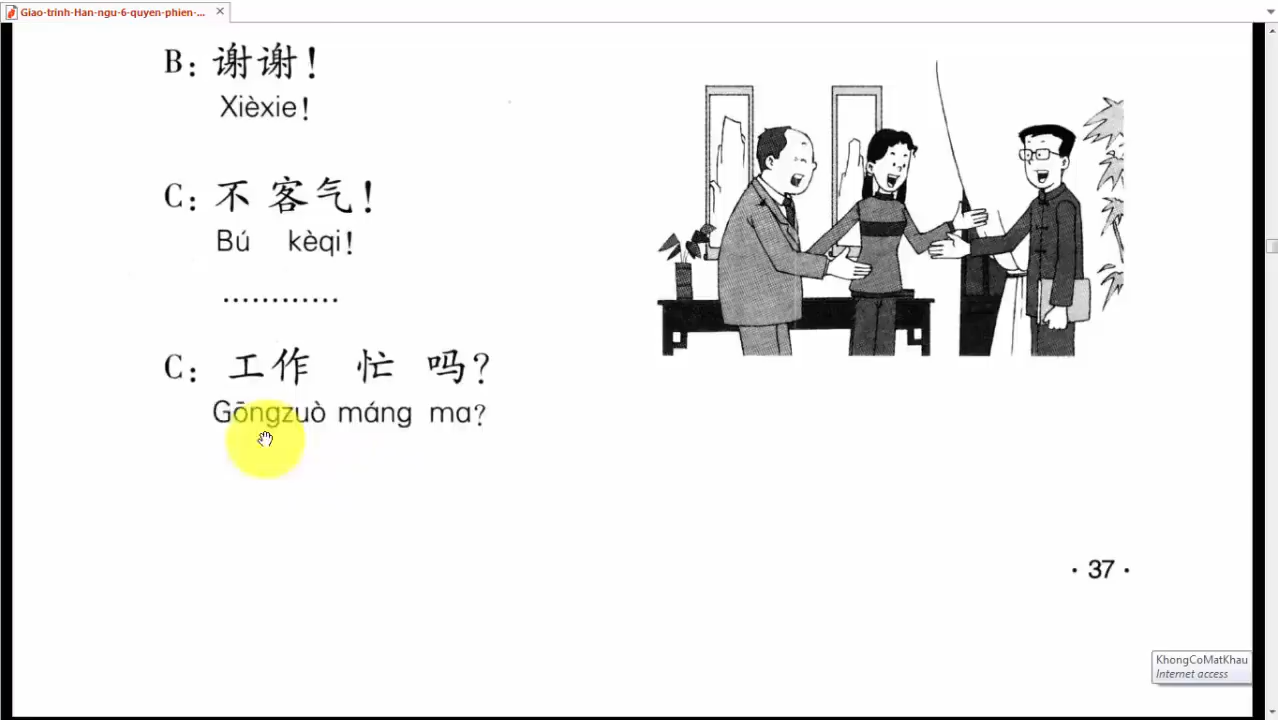 Giao-trinh-Han-ngu-6-quyen-phien-...
B: 谢谢!
Xièxie!
C: 不 客气!
Bú kèqi!
............
C: 工作 忙 吗?
Gōngzuò máng ma?
· 37 ·
KhongCoMatKhau
Internet access